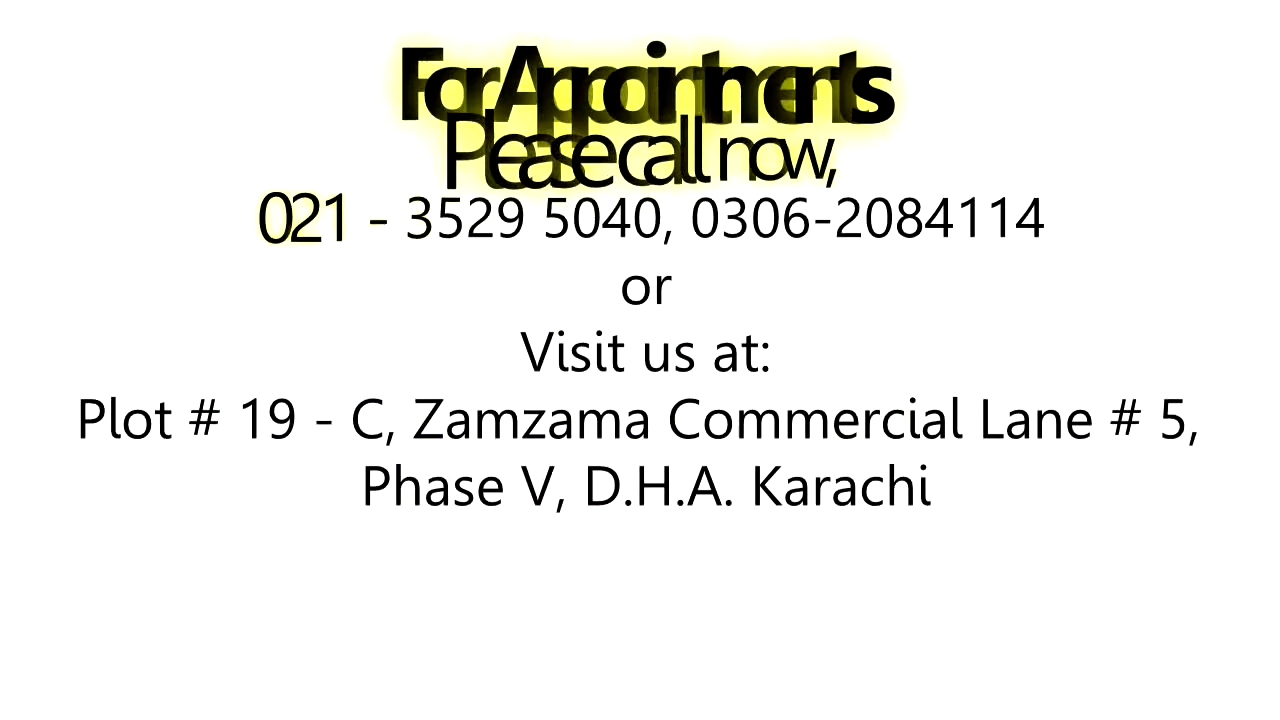 For Appointments
Please call now,
021 - 3529 5040, 0306-2084114
or
Visit us at:
Plot # 19 - C, Zamzama Commercial Lane # 5,
Phase V, D.H.A. Karachi